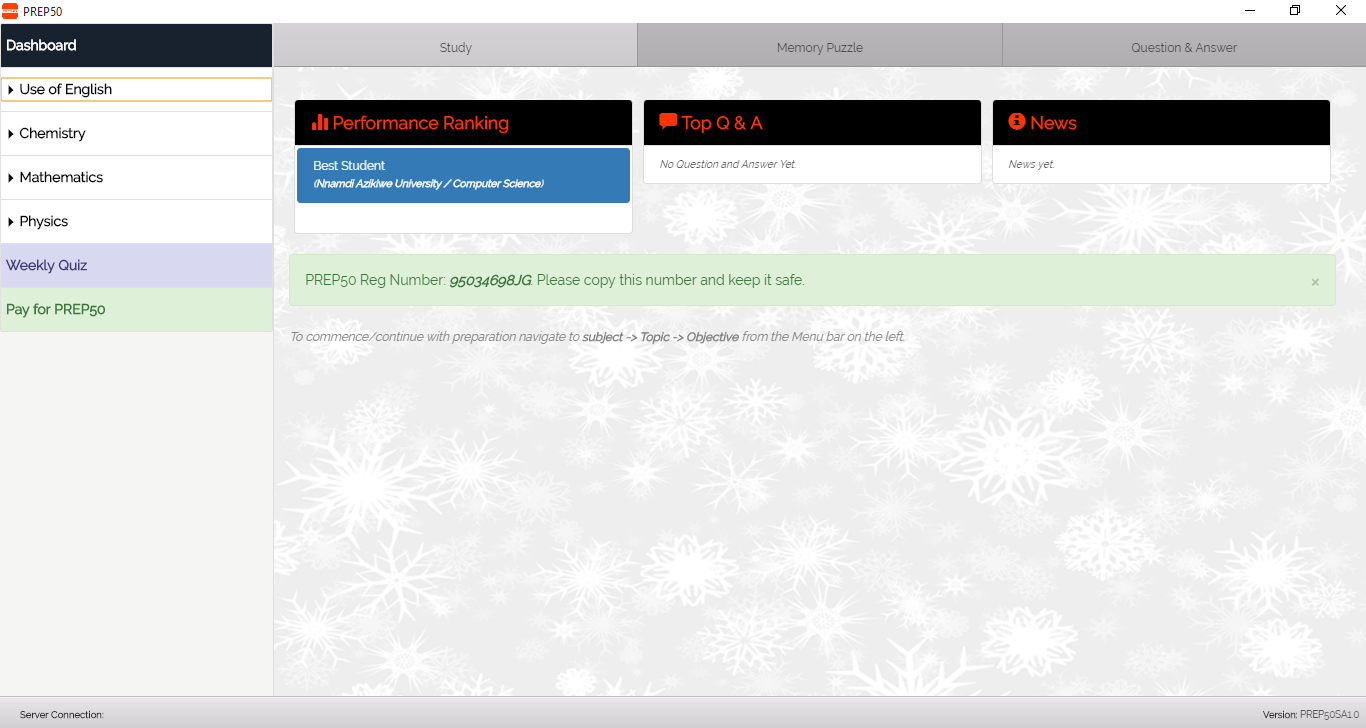 PREP50
Dashboard
Use of English
Chemistry
Mathematics
Physics
Weekly Quiz
Pay for PREP50
Study
Memory Puzzle
Question & Answer
Performance Ranking
Best Student
(Nnamdi Azikiwe University / Computer Science)
Top Q & A
No Question and Answer Yet.
News
News yet.
PREP50 Reg Number: 95034698JG. Please copy this number and keep it safe.
×
To commence/continue with preparation navigate to subject -> Topic -> Objective from the Menu bar on the left.
Server Connection:
Version: PREP50SA1.0